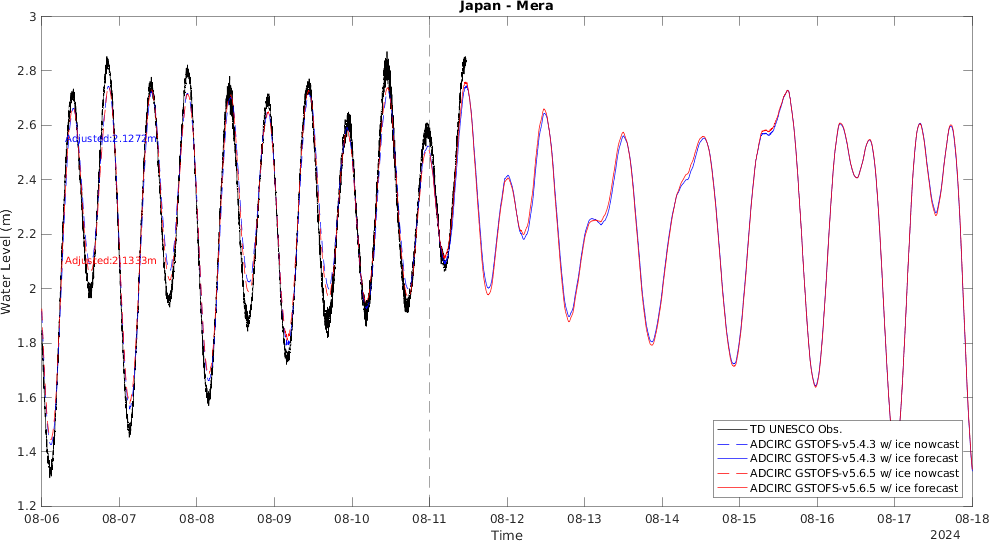 Japan - Mera
3
2.8
2.6
2.4
2.2
2
1.8
1.6
1.4
1.2
Water Level (m)
Adjusted:2.1272m
Adjusted:2.1333m
TD UNESCO Obs.
ADCIRC GSTOFS-v5.4.3 w/ ice nowcast
ADCIRC GSTOFS-v5.4.3 w/ ice forecast
ADCIRC GSTOFS-v5.6.5 w/ ice nowcast
ADCIRC GSTOFS-v5.6.5 w/ ice forecast
08-06 08-07 08-08 08-09 08-10 08-11 08-12 08-13 08-14 08-15 08-16 08-17 08-18
Time
2024